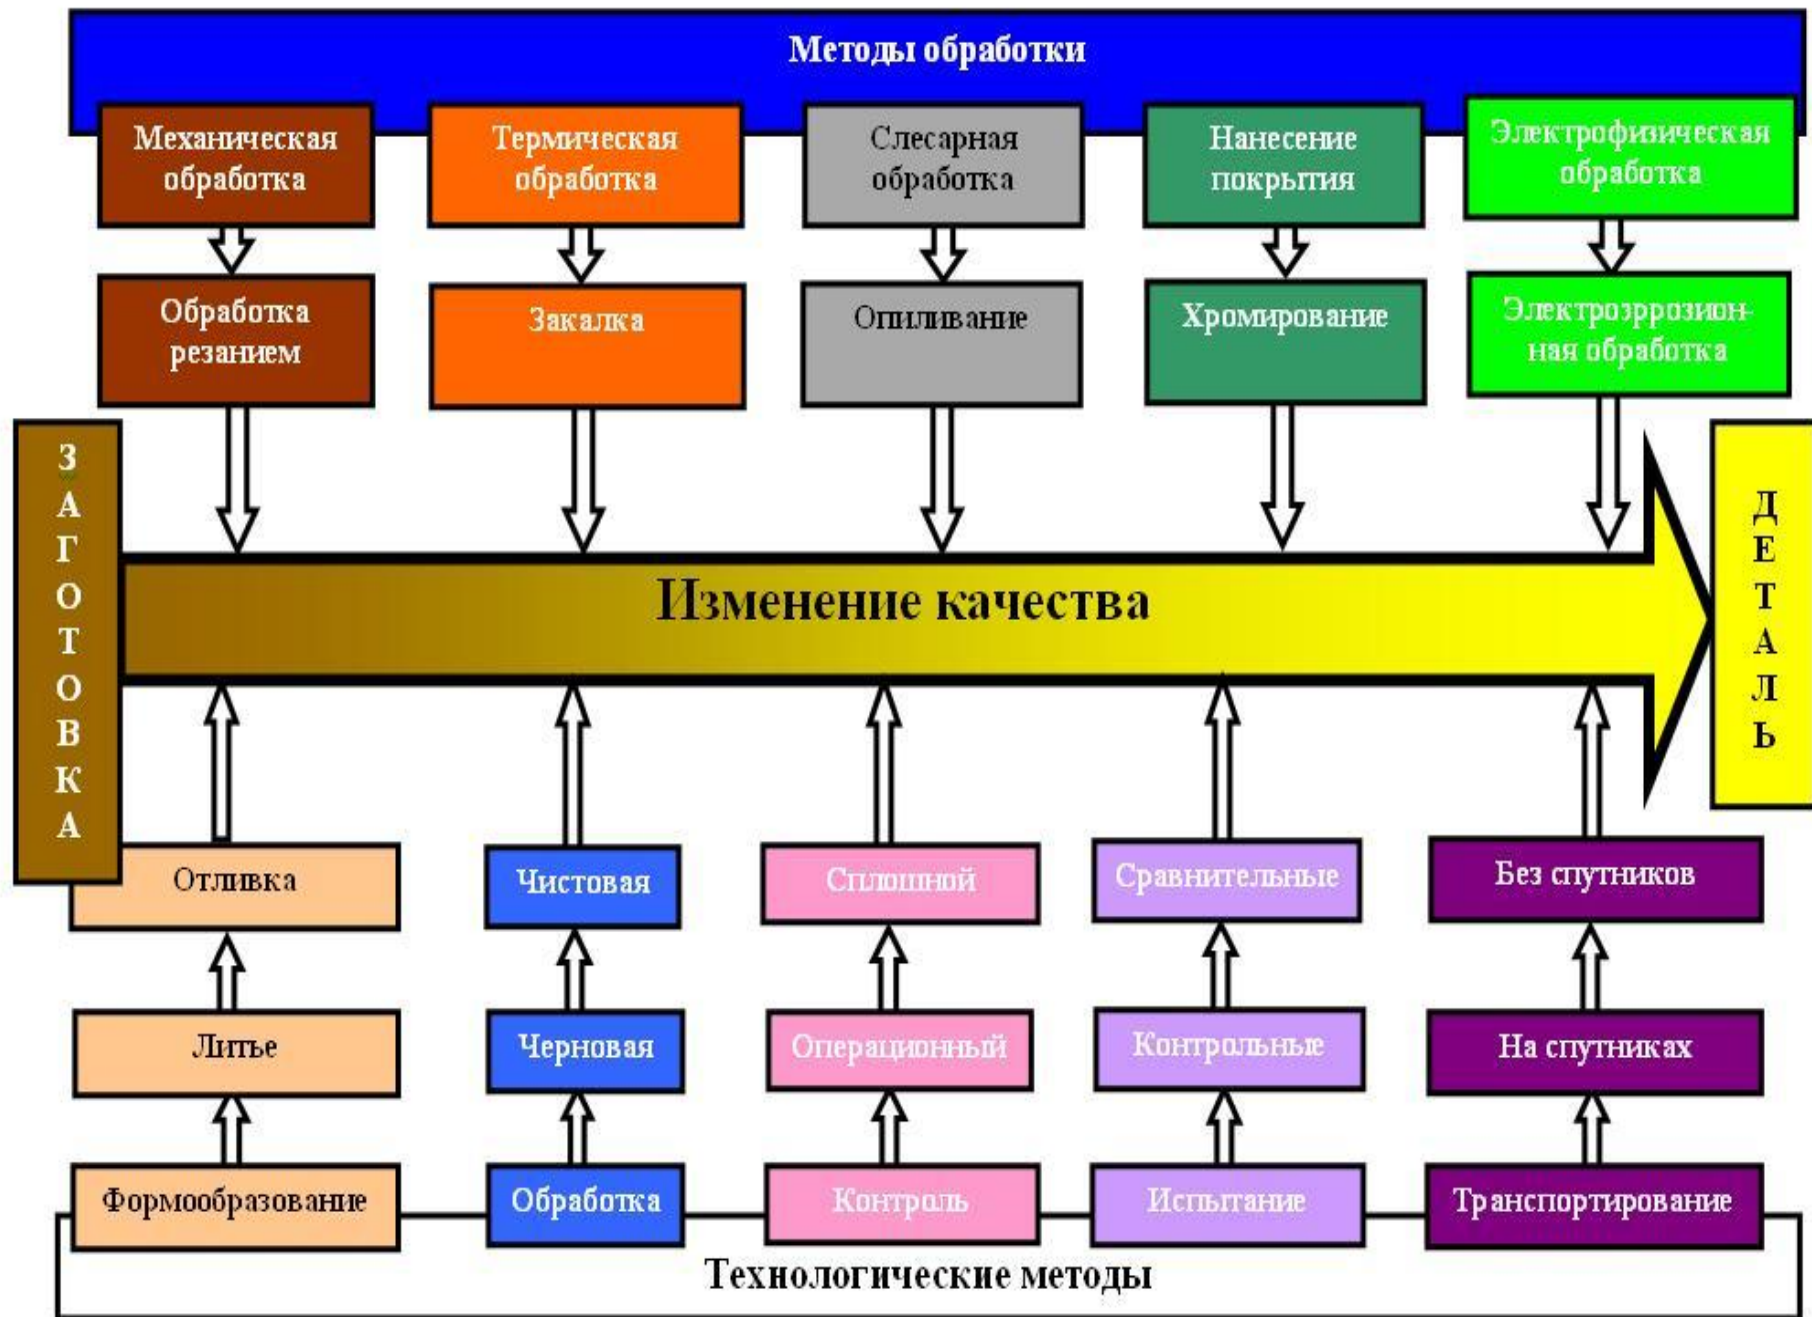 Методы обработки
Механическая
обработка
Термическая
обработка
Слесарная
обработка
Нанесение
покрытия
Электрофизическая
обработка
Обработка
резанием
Закалка
Опиливание
Хромирование
Электроэррозион-
ная обработка
ЗАГОТОВКА
Изменение качества
ДЕТАЛЬ
Отливка
Чистовая
Сплошной
Сравнительные
Без спутников
Литье
Черновая
Операционный
Контрольные
На спутниках
Формообразование
Обработка
Контроль
Испытание
Транспортирование
Технологические методы